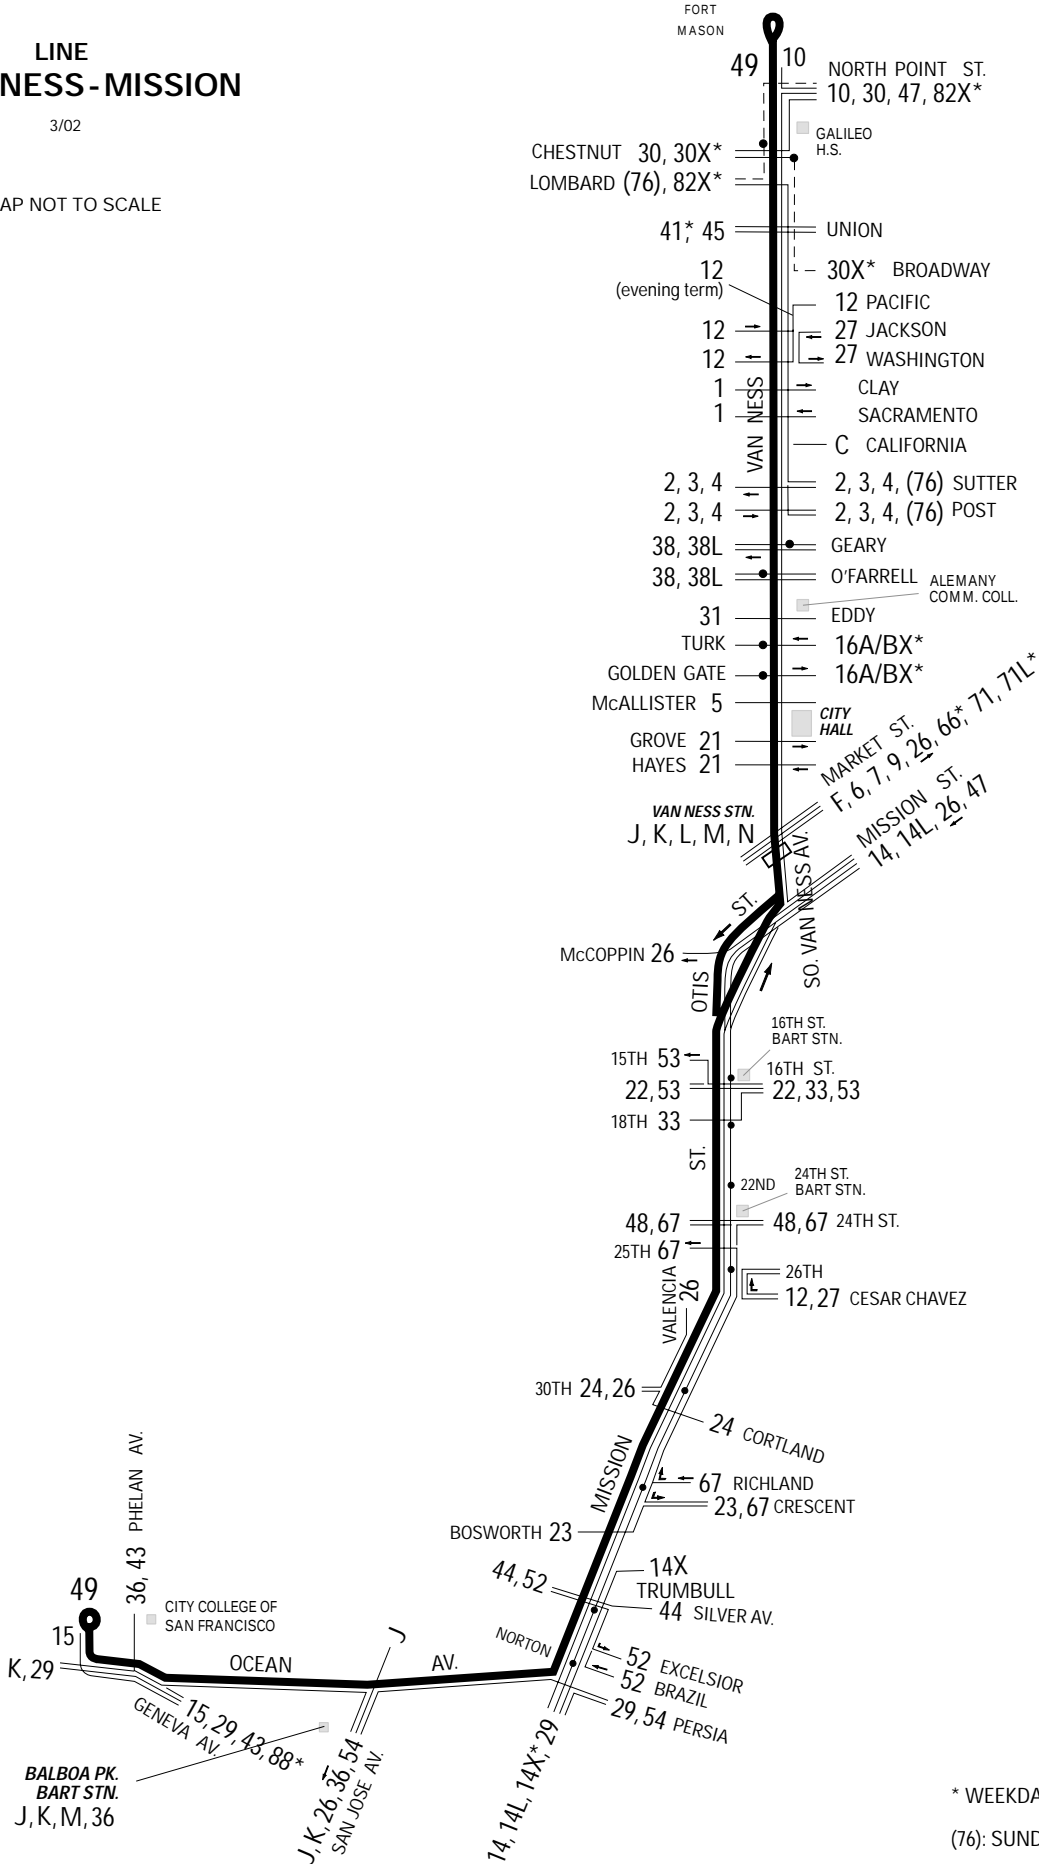 LINE
NESS-MISSION
3/02
AP NOT TO SCALE
FORT
MASON
49
10
NORTH POINT ST.
10, 30, 47, 82X*
GALILEO
H.S.
CHESTNUT 30, 30X*
LOMBARD (76), 82X*
41*, 45
UNION
12
(evening term)
30X* BROADWAY
12 PACIFIC
12
27 JACKSON
12
27 WASHINGTON
1
CLAY
1
SACRAMENTO
VAN NESS
C CALIFORNIA
2, 3, 4
2, 3, 4, (76) SUTTER
2, 3, 4
2, 3, 4, (76) POST
38, 38L
GEARY
38, 38L
O'FARRELL
ALEMANY
COMM. COLL.
31
EDDY
TURK
16A/BX*
GOLDEN GATE
16A/BX*
McALLISTER 5
CITY
HALL
GROVE 21
HAYES 21
MARKET ST.
F, 6, 7, 9, 26, 66*, 71, 71L*
MISSION ST.
14, 14L, 26, 47
VAN NESS STN.
J, K, L, M, N
SO. VAN NESS AV.
OTIS ST.
McCOPPIN 26
16TH ST.
BART STN.
15TH 53
16TH ST.
22, 53
22, 33, 53
18TH 33
ST.
22ND
24TH ST.
BART STN.
48, 67
48, 67 24TH ST.
25TH 67
26TH
12, 27 CESAR CHAVEZ
VALENCIA
26
30TH 24, 26
24 CORTLAND
MISSION
67 RICHLAND
23, 67 CRESCENT
BOSWORTH 23
44, 52
14X
TRUMBULL
44 SILVER AV.
NORTON
52 EXCELSIOR
52 BRAZIL
29, 54 PERSIA
14, 14L, 14X*, 29
36, 43 PHELAN AV.
49
CITY COLLEGE OF
SAN FRANCISCO
15
K, 29
OCEAN AV.
J
15, 29, 43, 88*
GENEVA AV.
J, K, 26, 36, 54
SAN JOSE AV.
BALBOA PK.
BART STN.
J, K, M, 36
* WEEKDA
(76): SUND